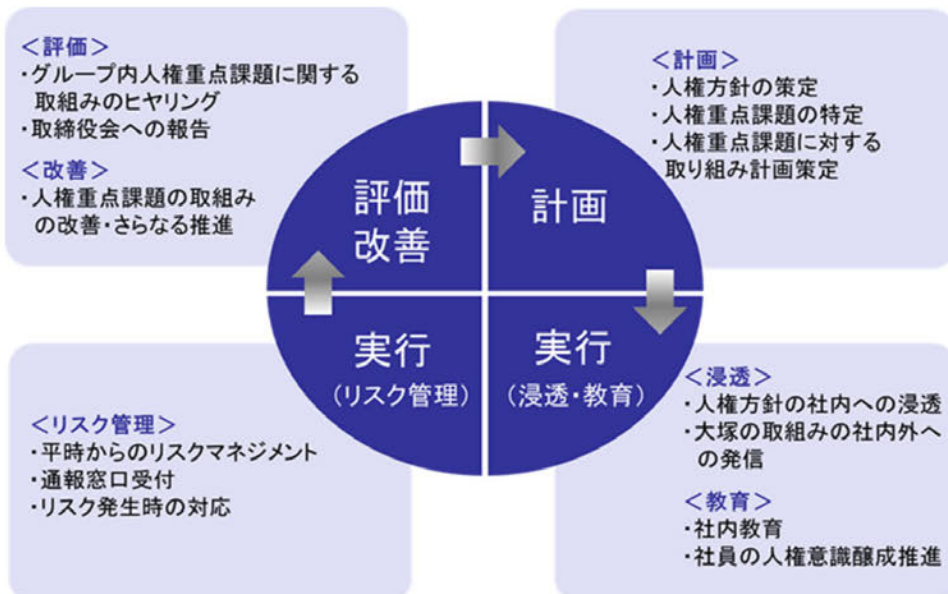 <評価>
・グループ内人権重点課題に関する
取組みのヒヤリング
・取締役会への報告
<改善>
・人権重点課題の取組み
の改善・さらなる推進
<計画>
・人権方針の策定
・人権重点課題の特定
・人権重点課題に対する
取り組み計画策定
評価
改善
計画
実行
(リスク管理)
実行
(浸透・教育)
<リスク管理>
・平時からのリスクマネジメント
・通報窓口受付
・リスク発生時の対応
<浸透>
・人権方針の社内への浸透
・大塚の取組みの社内外へ
の発信
<教育>
・社内教育
・社員の人権意識醸成推進